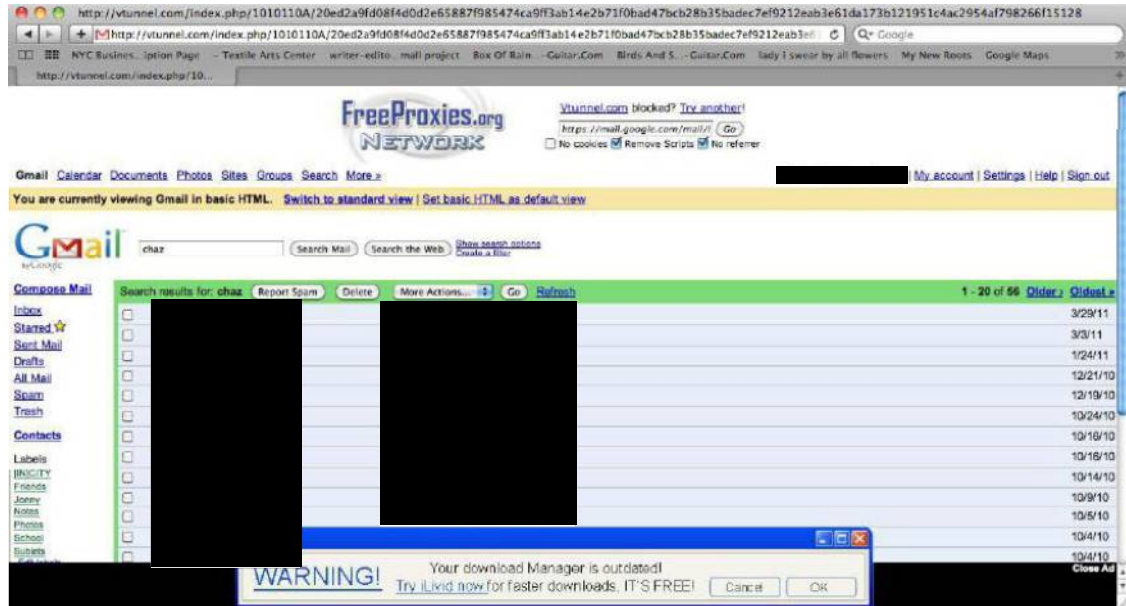 http://vtunnel.com/index.php/1010110A/20ed2a9fd08f4d0d2e65887f985474ca9ff3ab14e2b71f0bad47bcb28b35badec7ef9212eab3e61da173b121951c4ac2954af798266f15128
http://vtunnel.com/index.php/1010110A/20ed2a9fd08f4d0d2e65887f985474ca9ff3ab14e2b71f0bad47bcb28b35badec7ef9212eab3e6 Google
NYC Busines...iption Page - Textile Arts Center writer-edito...mail project Box Of Rain...-Guitar.Com Birds And S...-Guitar.Com lady i swear by all flowers My New Roots Google Maps
http://vtunnel.com/index.php/10...
FreeProxies.org
NETWORK
Vtunnel.com blocked? Try another!
https://mail.google.com/mail/ Go
No cookies Remove Scripts No referrer
Gmail Calendar Documents Photos Sites Groups Search More »
| My account | Settings | Help | Sign out
You are currently viewing Gmail in basic HTML. Switch to standard view | Set basic HTML as default view
Gmail
by Google
chaz Search Mail Search the Web
Show search options
Create a filter
Compose Mail
Search results for: chaz Report Spam Delete More Actions... Go Refresh 1 - 20 of 56 Older › Oldest »
Inbox
Starred
Sent Mail
Drafts
All Mail
Spam
Trash
Contacts
Labels
Friends
Jonny
Notes
Photos
School
Sublets
Edit labels
3/29/11
3/3/11
1/24/11
12/21/10
12/19/10
10/24/10
10/16/10
10/16/10
10/14/10
10/9/10
10/5/10
10/4/10
10/4/10
Close Ad
WARNING!
Your download Manager is outdated!
Try iLivid now for faster downloads. IT'S FREE!
Cancel OK